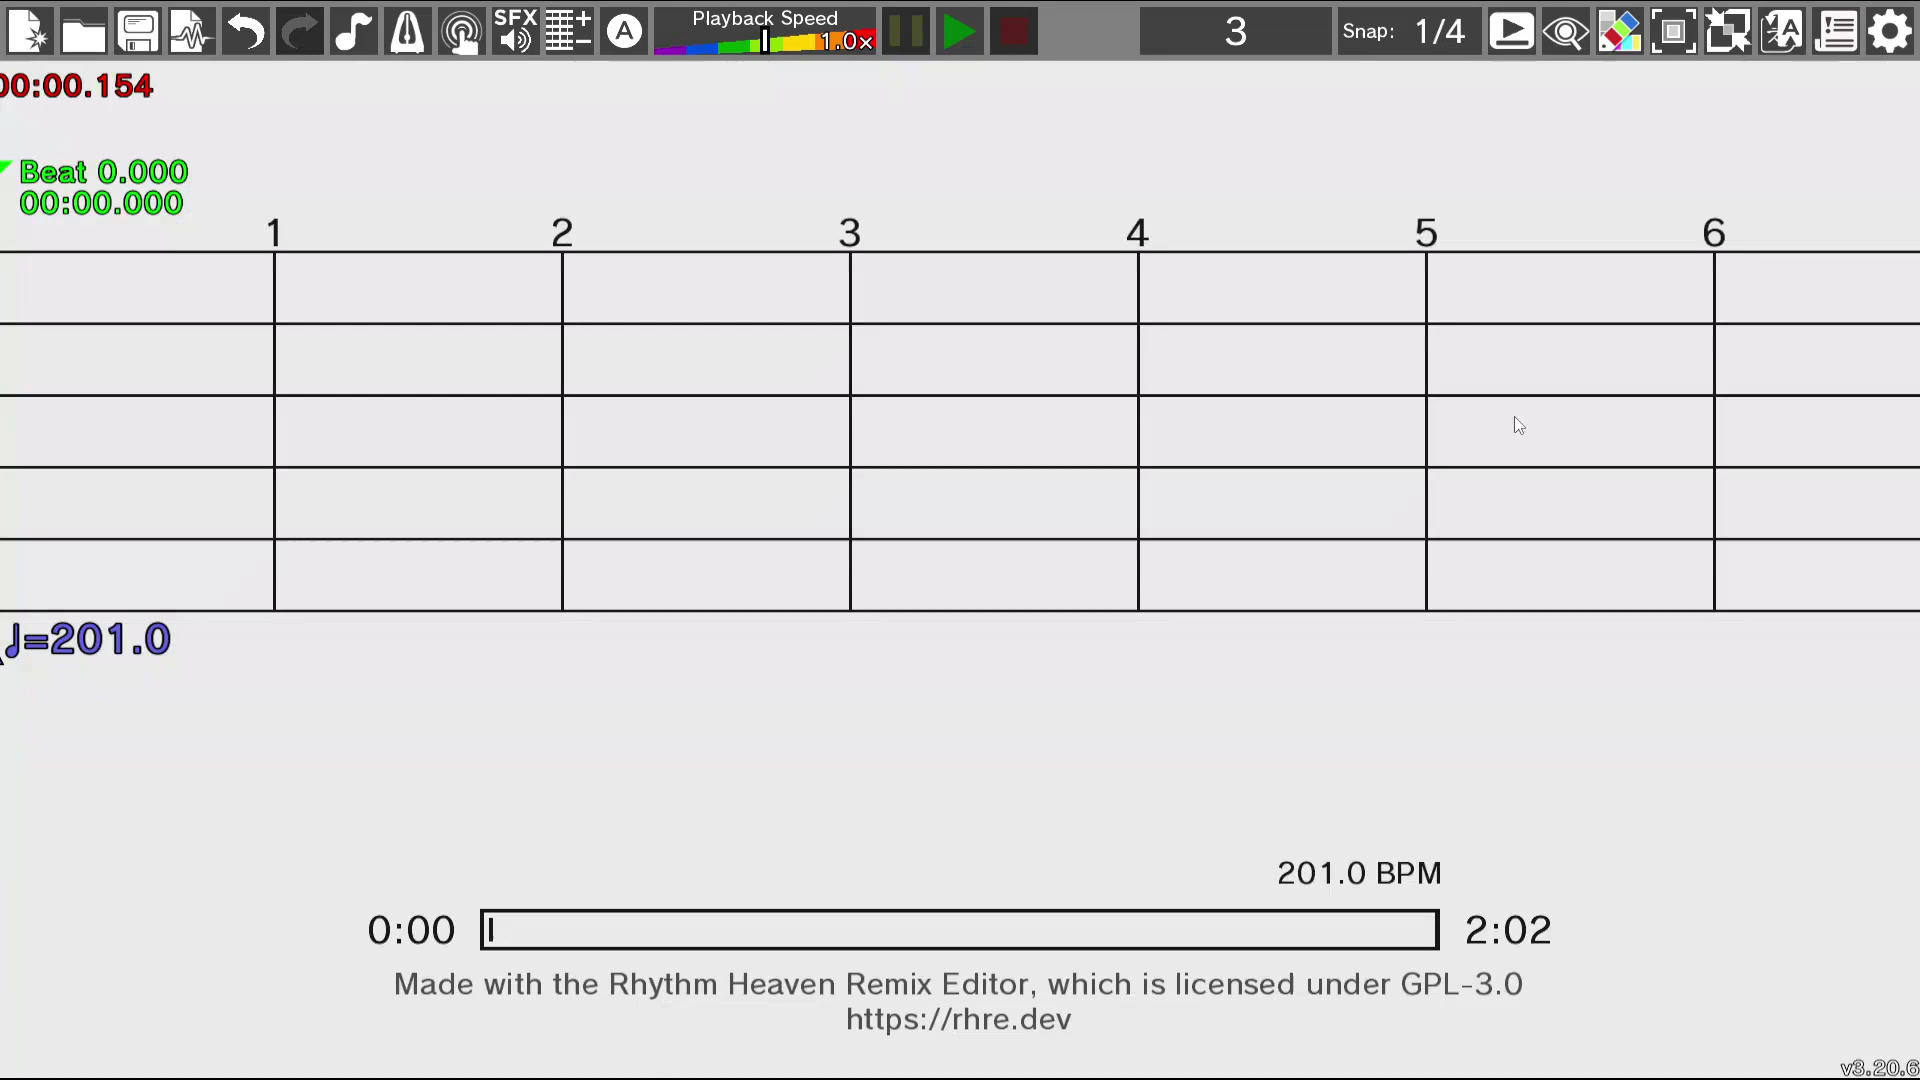 SFX
A
Playback Speed
1.0x
3
Snap: 1/4
A
00:00.154
Beat 0.000
00:00.000
1 2 3 4 5 6
♩=201.0
201.0 BPM
0:00
2:02
Made with the Rhythm Heaven Remix Editor, which is licensed under GPL-3.0
https://rhre.dev
v3.20.6